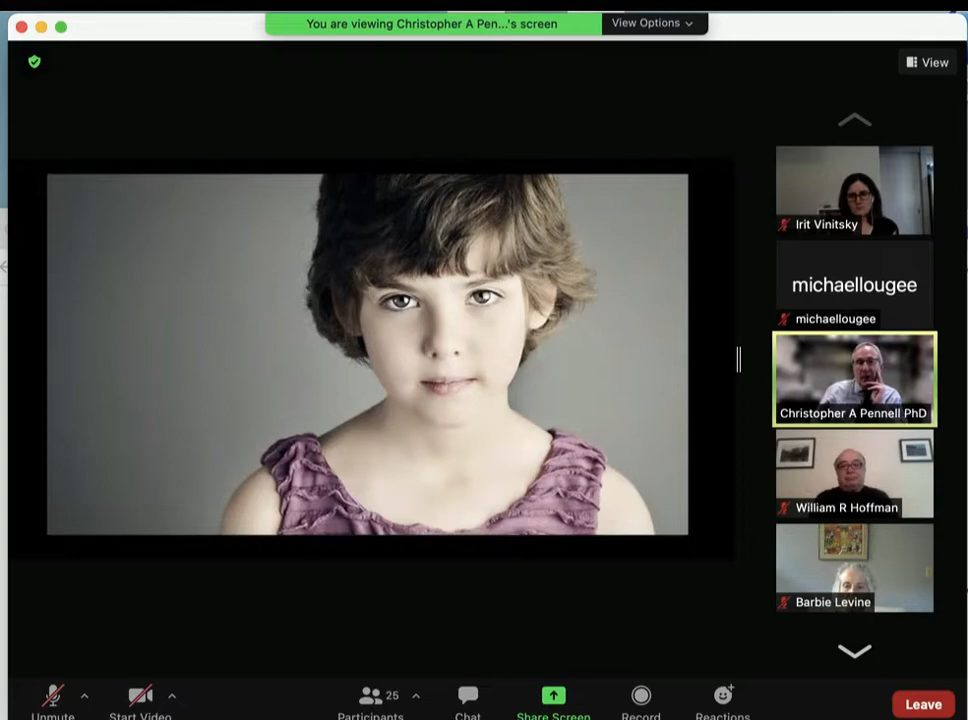 You are viewing Christopher A Pen...'s screen
View Options
View
Irit Vinitsky
michaellougee
michaellougee
Christopher A Pennell PhD
William R Hoffman
Barbie Levine
Unmute
Start Video
25
Participants
Chat
Share Screen
Record
Reactions
Leave